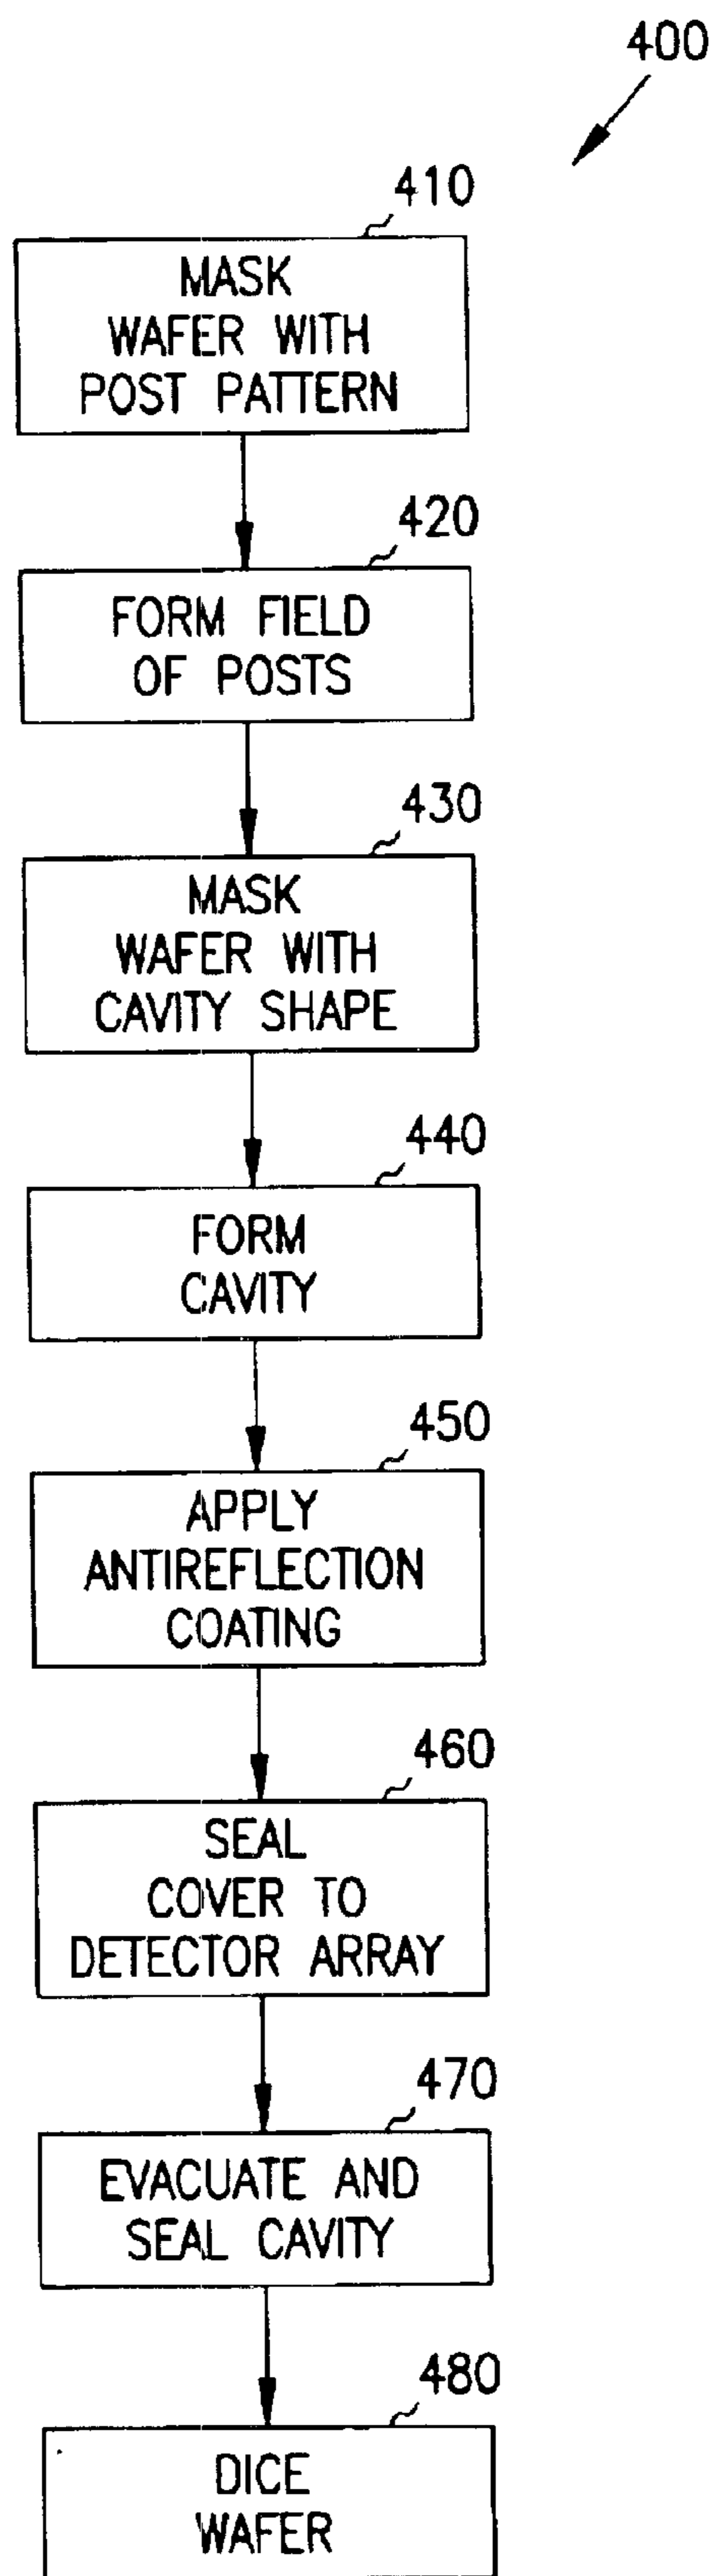 400
410
MASK
WAFER WITH
POST PATTERN
420
FORM FIELD
OF POSTS
430
MASK
WAFER WITH
CAVITY SHAPE
440
FORM
CAVITY
450
APPLY
ANTIREFLECTION
COATING
460
SEAL
COVER TO
DETECTOR ARRAY
470
EVACUATE AND
SEAL CAVITY
480
DICE
WAFER